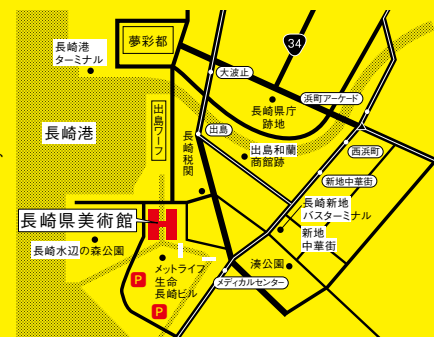 夢彩都
34
長崎港
ターミナル
大波止
長崎県庁
跡地
浜町アーケード
出島ワーフ
長崎港
出島
長崎税関
出島和蘭
商館跡
西浜町
新地中華街
長崎新地
バスターミナル
長崎県美術館
新地
中華街
長崎水辺の森公園
メットライフ
生命
長崎ビル
湊公園
メディカルセンター
P
P